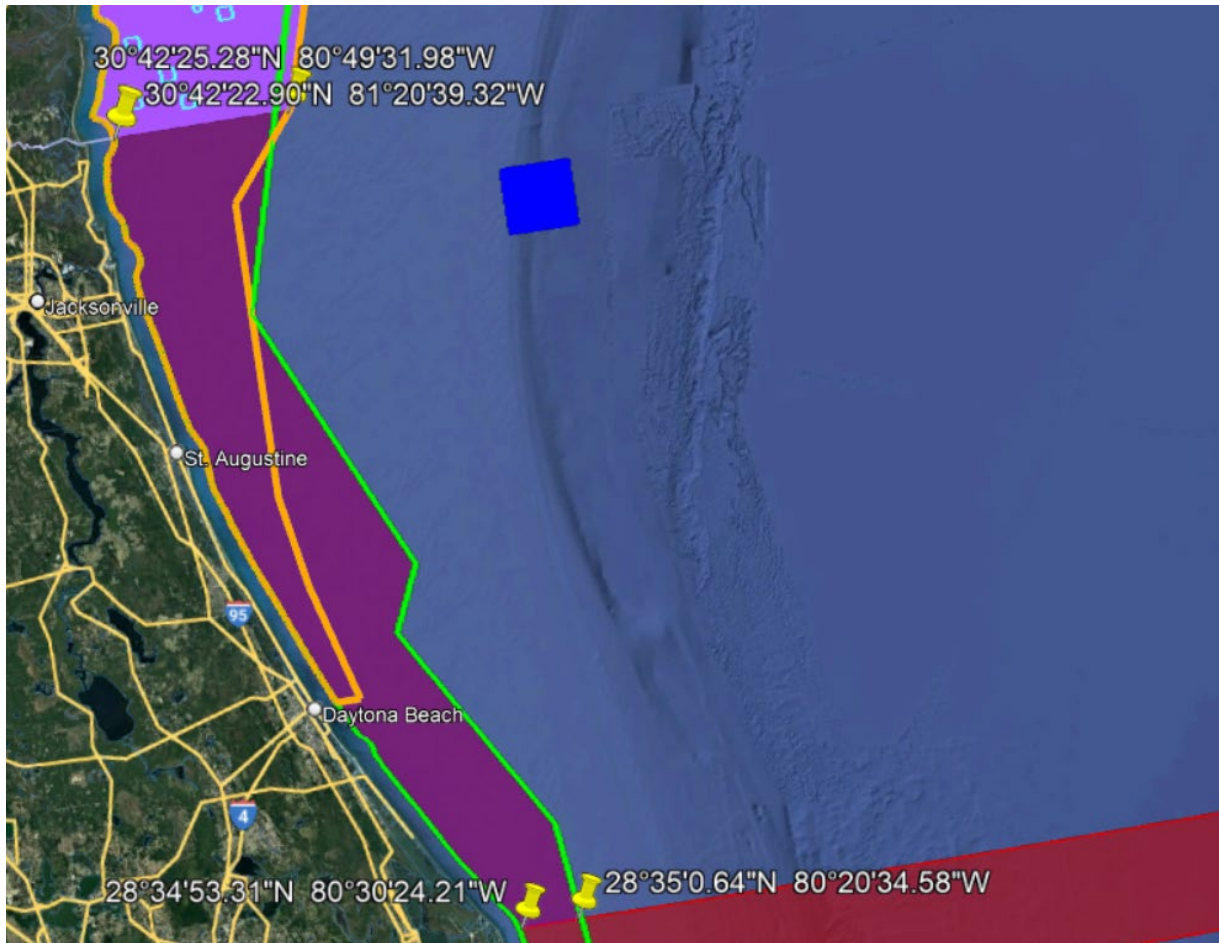 30°42'25.28"N 80°49'31.98"W
30°42'22.90"N 81°20'39.32"W
Jacksonville
St. Augustine
95
Daytona Beach
4
28°34'53.31"N 80°30'24.21"W
28°35'0.64"N 80°20'34.58"W